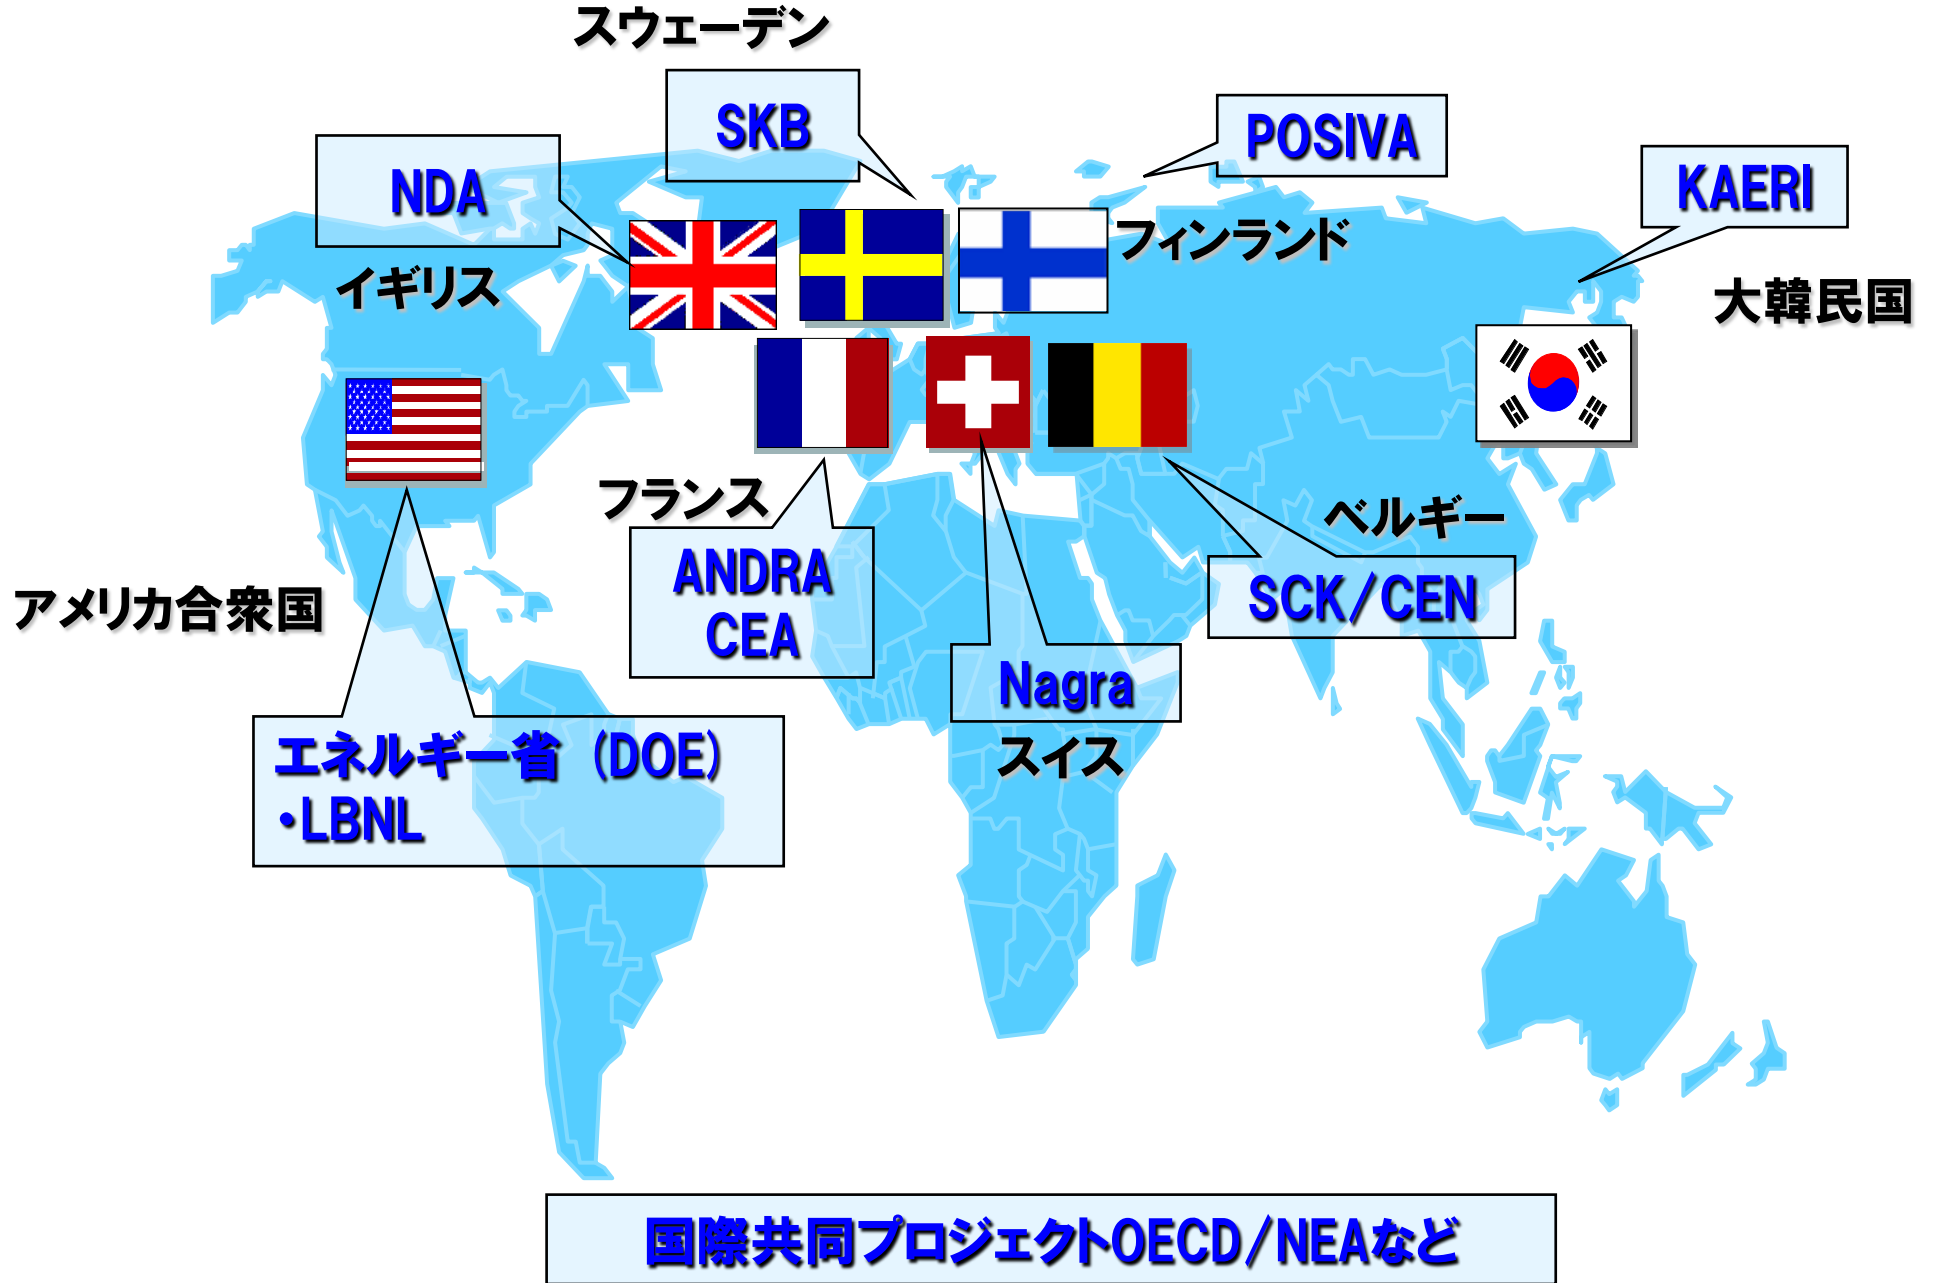 スウェーデン
SKB
POSIVA
NDA
KAERI
フィンランド
イギリス
大韓民国
フランス
ベルギー
ANDRA
CEA
SCK/CEN
アメリカ合衆国
Nagra
スイス
エネルギー省（DOE）
・LBNL
国際共同プロジェクトOECD/NEAなど